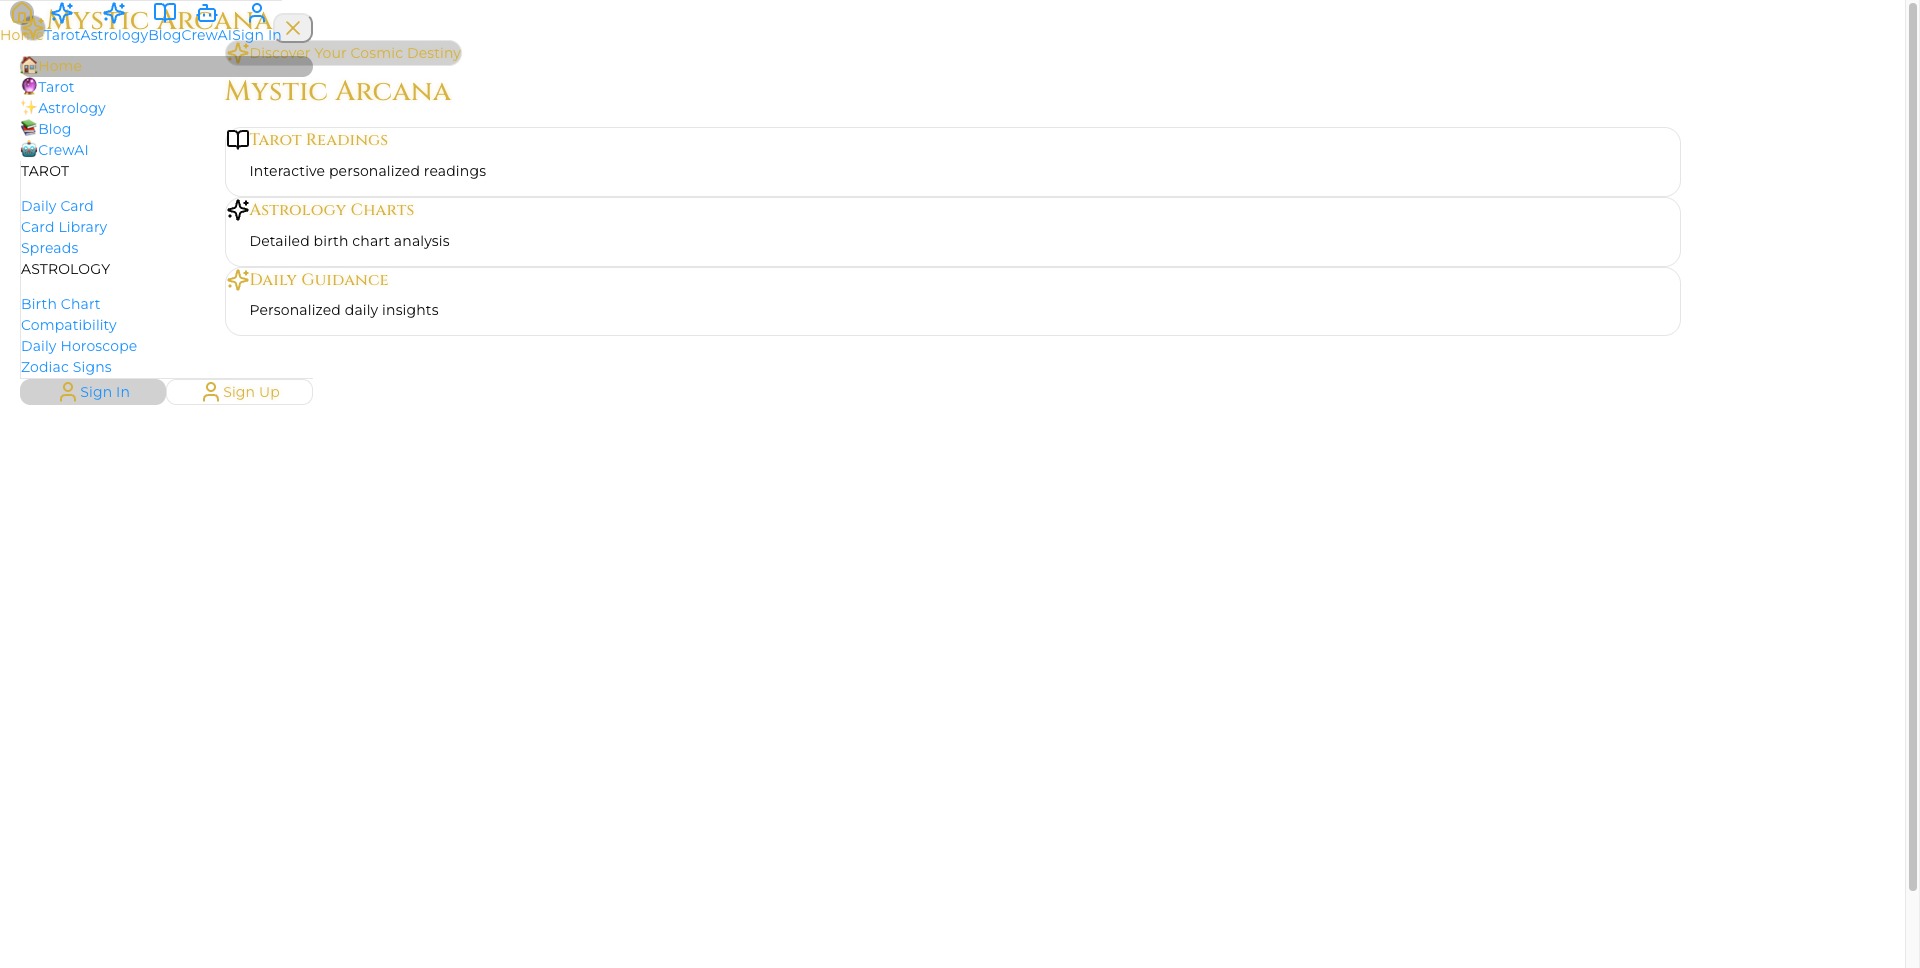 Mystic Arcana
Home Tarot Astrology Blog CrewAI Sign In
Discover Your Cosmic Destiny
Home
Tarot
Astrology
Blog
CrewAI
TAROT
Daily Card
Card Library
Spreads
ASTROLOGY
Birth Chart
Compatibility
Daily Horoscope
Zodiac Signs
Sign In
Sign Up
Mystic Arcana
Tarot Readings
Interactive personalized readings
Astrology Charts
Detailed birth chart analysis
Daily Guidance
Personalized daily insights